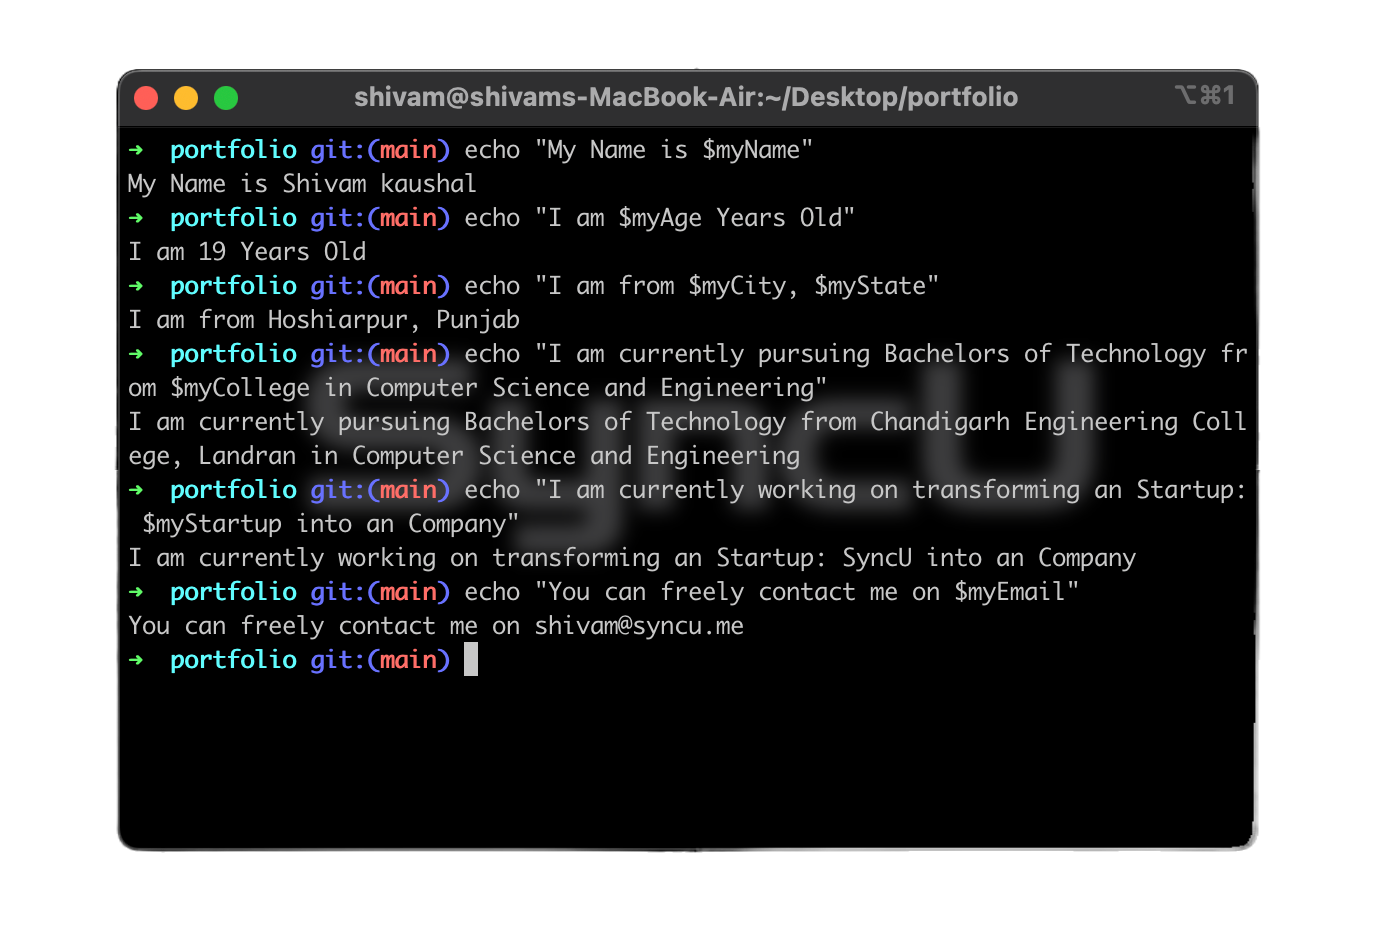 shivam@shivams-MacBook-Air:~/Desktop/portfolio ⌥⌘1
➜ portfolio git:(main) echo "My Name is $myName"
My Name is Shivam kaushal
➜ portfolio git:(main) echo "I am $myAge Years Old"
I am 19 Years Old
➜ portfolio git:(main) echo "I am from $myCity, $myState"
I am from Hoshiarpur, Punjab
➜ portfolio git:(main) echo "I am currently pursuing Bachelors of Technology fr
om $myCollege in Computer Science and Engineering"
I am currently pursuing Bachelors of Technology from Chandigarh Engineering Coll
ege, Landran in Computer Science and Engineering
➜ portfolio git:(main) echo "I am currently working on transforming an Startup:
$myStartup into an Company"
I am currently working on transforming an Startup: SyncU into an Company
➜ portfolio git:(main) echo "You can freely contact me on $myEmail"
You can freely contact me on shivam@syncu.me
➜ portfolio git:(main)
SyncU